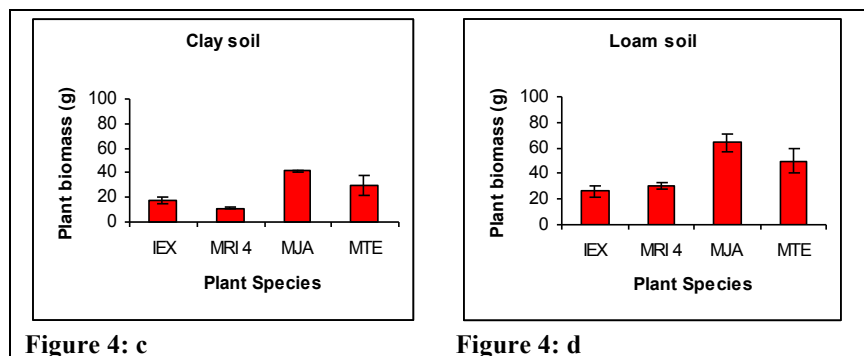 Clay soil
Plant biomass (g)
100
80
60
40
20
0
IEX MRI 4 MJA MTE
Plant Species
Figure 4: c
Loam soil
Plant biomass (g)
100
80
60
40
20
0
IEX MRI 4 MJA MTE
Plant Species
Figure 4: d